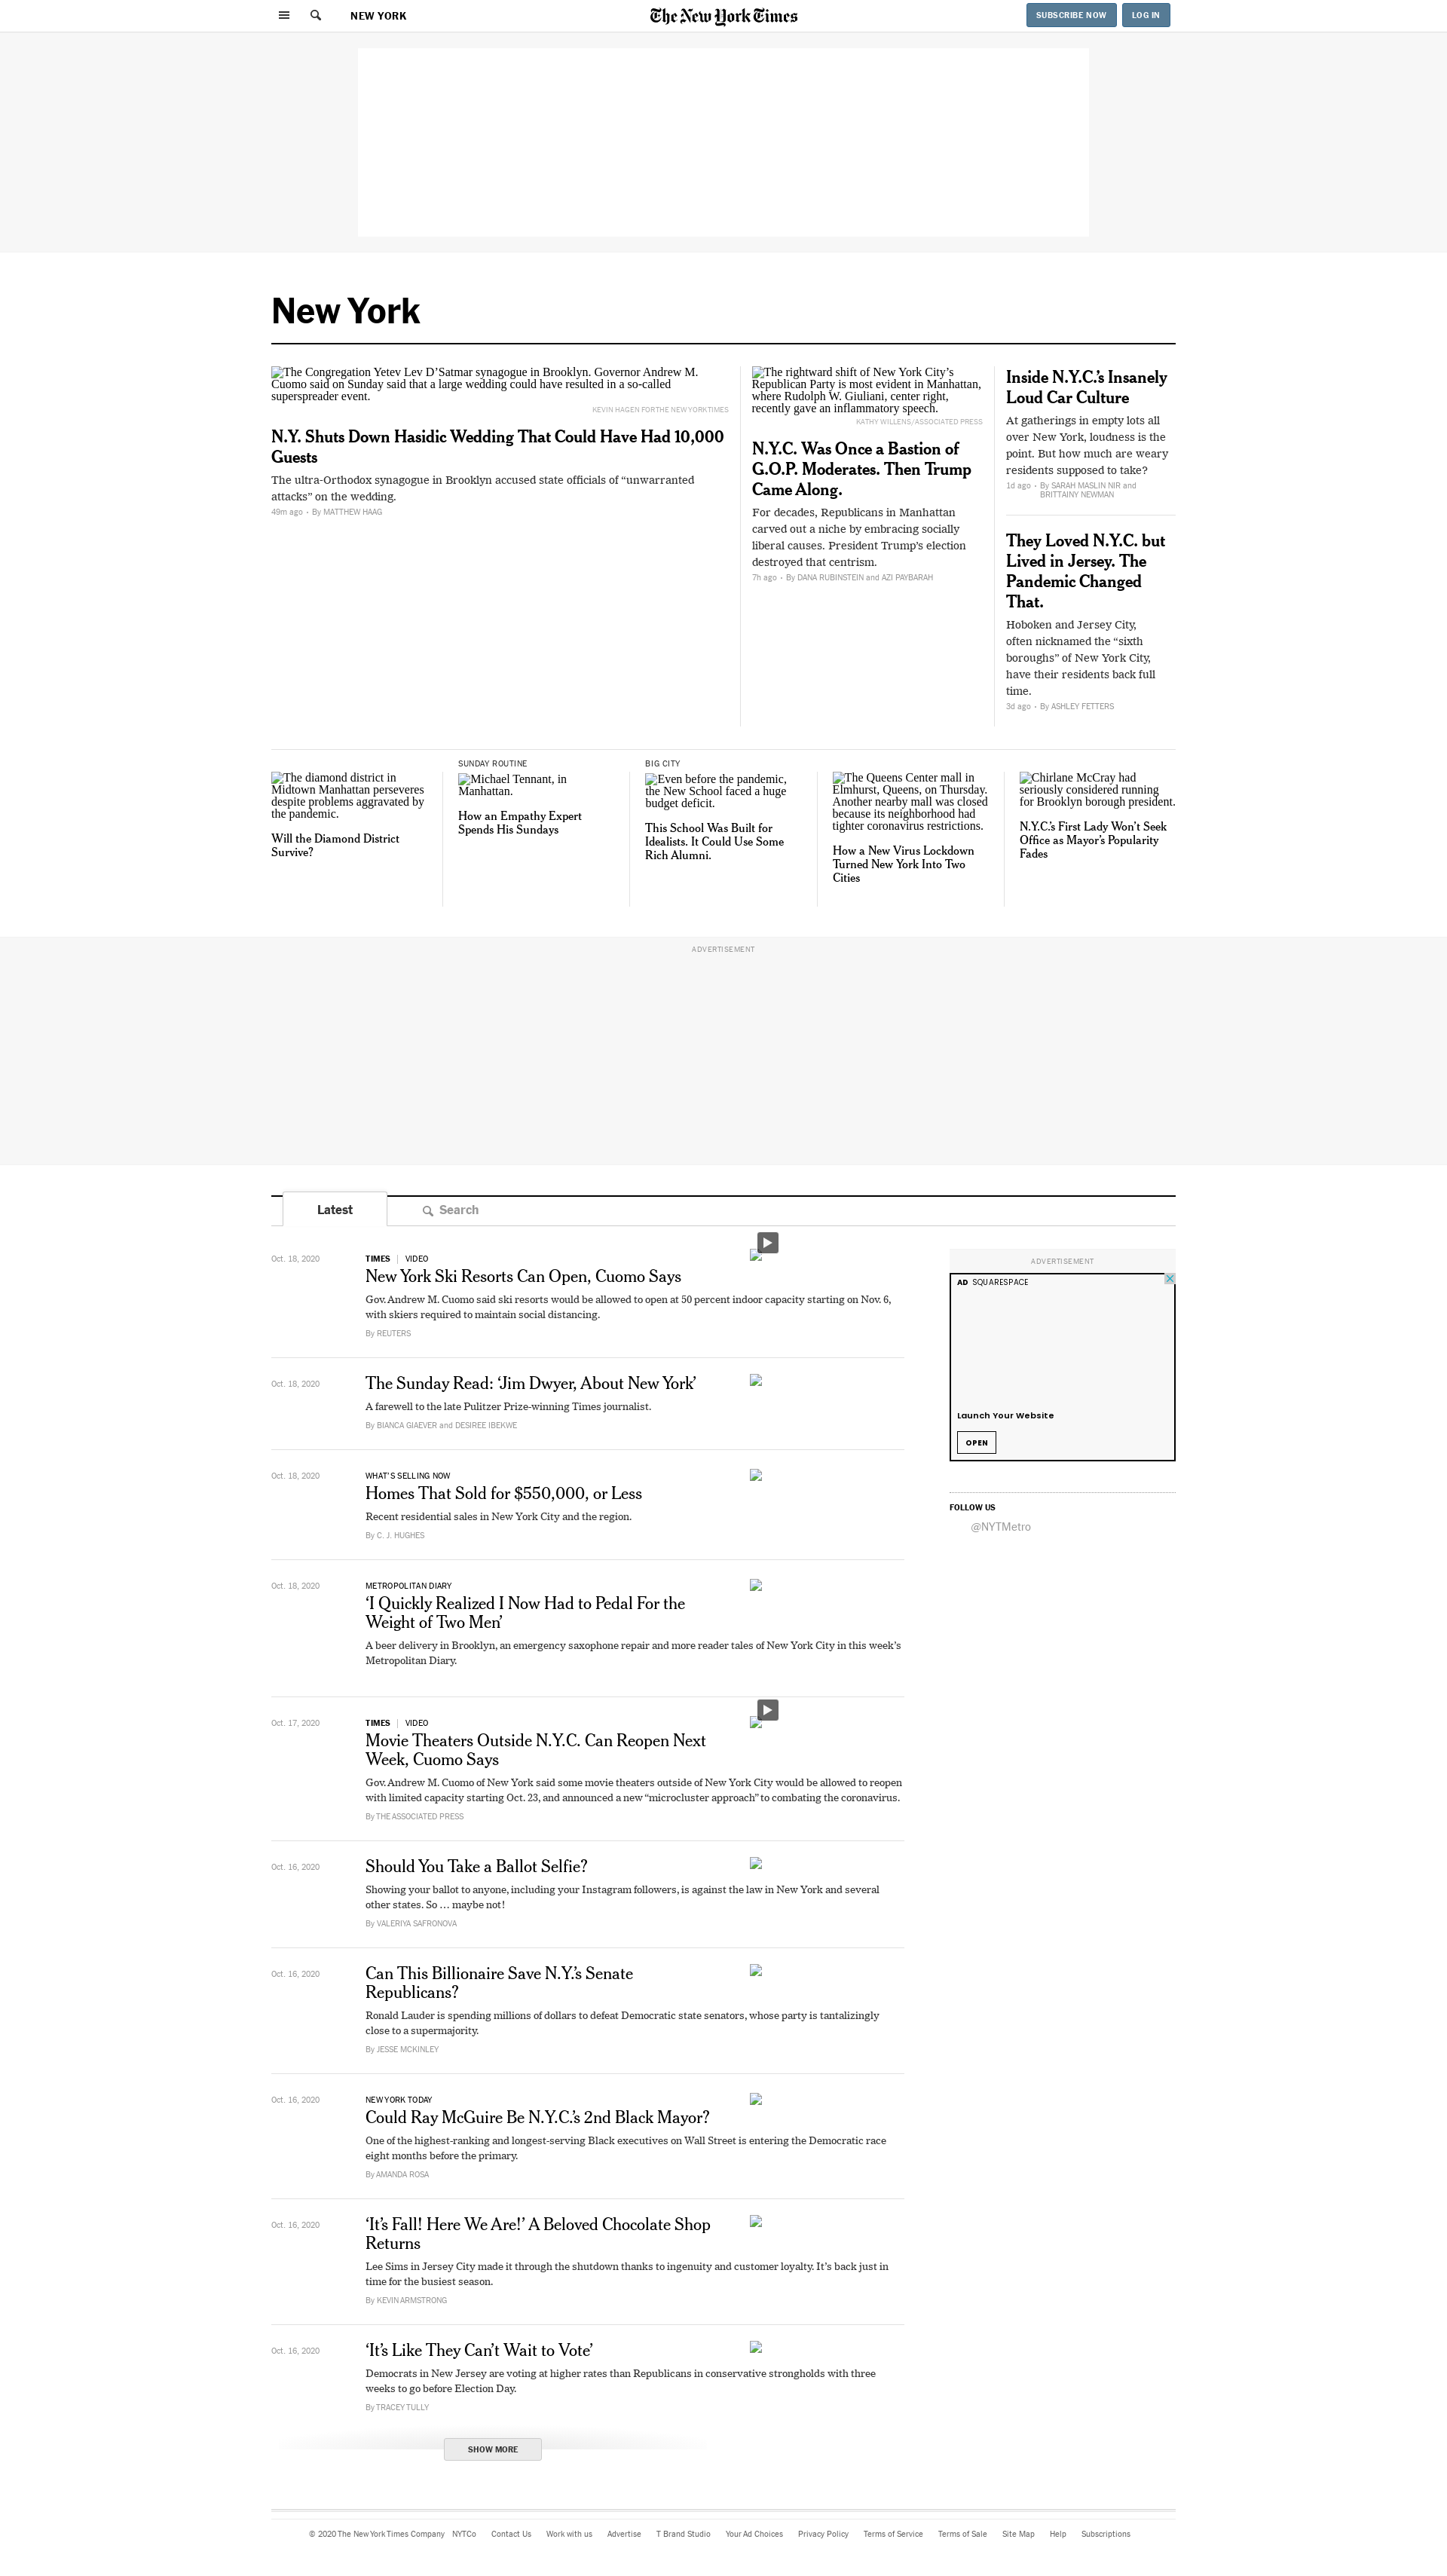 NEW YORK
The New York Times
SUBSCRIBE NOW
LOG IN
New York
The Congregation Yetev Lev D’Satmar synagogue in Brooklyn. Governor Andrew M.
Cuomo said on Sunday said that a large wedding could have resulted in a so-called
superspreader event.
KEVIN HAGEN FOR THE NEW YORK TIMES
N.Y. Shuts Down Hasidic Wedding That Could Have Had 10,000
Guests
The ultra-Orthodox synagogue in Brooklyn accused state officials of “unwarranted
attacks” on the wedding.
49m ago • By MATTHEW HAAG
The rightward shift of New York City’s
Republican Party is most evident in Manhattan,
where Rudolph W. Giuliani, center right,
recently gave an inflammatory speech.
KATHY WILLENS/ASSOCIATED PRESS
N.Y.C. Was Once a Bastion of
G.O.P. Moderates. Then Trump
Came Along.
For decades, Republicans in Manhattan
carved out a niche by embracing socially
liberal causes. President Trump’s election
destroyed that centrism.
7h ago • By DANA RUBINSTEIN and AZI PAYBARAH
Inside N.Y.C.’s Insanely
Loud Car Culture
At gatherings in empty lots all
over New York, loudness is the
point. But how much are weary
residents supposed to take?
1d ago • By SARAH MASLIN NIR and
BRITTAINY NEWMAN
They Loved N.Y.C. but
Lived in Jersey. The
Pandemic Changed
That.
Hoboken and Jersey City,
often nicknamed the “sixth
boroughs” of New York City,
have their residents back full
time.
3d ago • By ASHLEY FETTERS
The diamond district in
Midtown Manhattan perseveres
despite problems aggravated by
the pandemic.
Will the Diamond District
Survive?
SUNDAY ROUTINE
Michael Tennant, in
Manhattan.
How an Empathy Expert
Spends His Sundays
BIG CITY
Even before the pandemic,
the New School faced a huge
budget deficit.
This School Was Built for
Idealists. It Could Use Some
Rich Alumni.
The Queens Center mall in
Elmhurst, Queens, on Thursday.
Another nearby mall was closed
because its neighborhood had
tighter coronavirus restrictions.
How a New Virus Lockdown
Turned New York Into Two
Cities
Chirlane McCray had
seriously considered running
for Brooklyn borough president.
N.Y.C.’s First Lady Won’t Seek
Office as Mayor’s Popularity
Fades
ADVERTISEMENT
Latest
Search
Oct. 18, 2020
TIMES | VIDEO
New York Ski Resorts Can Open, Cuomo Says
Gov. Andrew M. Cuomo said ski resorts would be allowed to open at 50 percent indoor capacity starting on Nov. 6,
with skiers required to maintain social distancing.
By REUTERS
Oct. 18, 2020
The Sunday Read: ‘Jim Dwyer, About New York’
A farewell to the late Pulitzer Prize-winning Times journalist.
By BIANCA GIAEVER and DESIREE IBEKWE
Oct. 18, 2020
WHAT’S SELLING NOW
Homes That Sold for $550,000, or Less
Recent residential sales in New York City and the region.
By C. J. HUGHES
Oct. 18, 2020
METROPOLITAN DIARY
‘I Quickly Realized I Now Had to Pedal For the
Weight of Two Men’
A beer delivery in Brooklyn, an emergency saxophone repair and more reader tales of New York City in this week’s
Metropolitan Diary.
Oct. 17, 2020
TIMES | VIDEO
Movie Theaters Outside N.Y.C. Can Reopen Next
Week, Cuomo Says
Gov. Andrew M. Cuomo of New York said some movie theaters outside of New York City would be allowed to reopen
with limited capacity starting Oct. 23, and announced a new “microcluster approach” to combating the coronavirus.
By THE ASSOCIATED PRESS
Oct. 16, 2020
Should You Take a Ballot Selfie?
Showing your ballot to anyone, including your Instagram followers, is against the law in New York and several
other states. So … maybe not!
By VALERIYA SAFRONOVA
Oct. 16, 2020
Can This Billionaire Save N.Y.’s Senate
Republicans?
Ronald Lauder is spending millions of dollars to defeat Democratic state senators, whose party is tantalizingly
close to a supermajority.
By JESSE MCKINLEY
Oct. 16, 2020
NEW YORK TODAY
Could Ray McGuire Be N.Y.C.’s 2nd Black Mayor?
One of the highest-ranking and longest-serving Black executives on Wall Street is entering the Democratic race
eight months before the primary.
By AMANDA ROSA
Oct. 16, 2020
‘It’s Fall! Here We Are!’ A Beloved Chocolate Shop
Returns
Lee Sims in Jersey City made it through the shutdown thanks to ingenuity and customer loyalty. It’s back just in
time for the busiest season.
By KEVIN ARMSTRONG
Oct. 16, 2020
‘It’s Like They Can’t Wait to Vote’
Democrats in New Jersey are voting at higher rates than Republicans in conservative strongholds with three
weeks to go before Election Day.
By TRACEY TULLY
SHOW MORE
ADVERTISEMENT
AD SQUARESPACE
Launch Your Website
OPEN
FOLLOW US
@NYTMetro
© 2020 The New York Times Company NYTCo Contact Us Work with us Advertise T Brand Studio Your Ad Choices Privacy Policy Terms of Service Terms of Sale Site Map Help Subscriptions